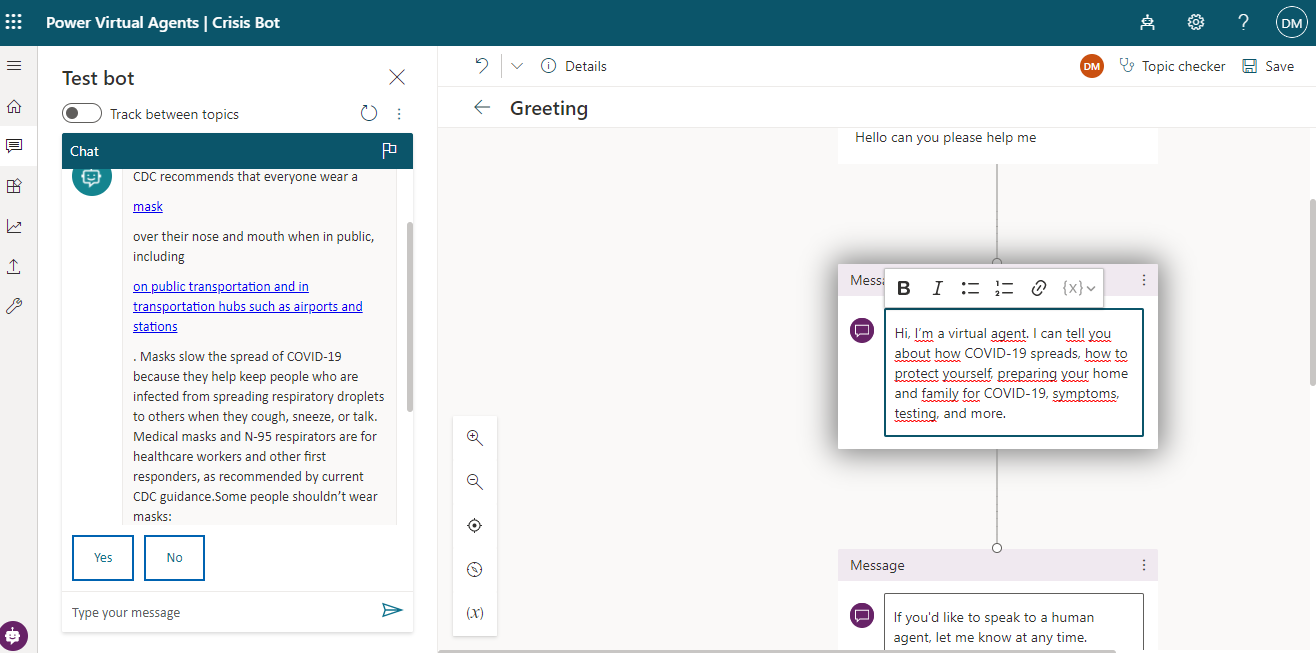 Power Virtual Agents | Crisis Bot
?
DM
Test bot
Track between topics
Chat
CDC recommends that everyone wear a
mask
over their nose and mouth when in public,
including
on public transportation and in
transportation hubs such as airports and
stations
. Masks slow the spread of COVID-19
because they help keep people who are
infected from spreading respiratory droplets
to others when they cough, sneeze, or talk.
Medical masks and N-95 respirators are for
healthcare workers and other first
responders, as recommended by current
CDC guidance.Some people shouldn’t wear
masks:
Yes
No
Type your message
Details
DM
Topic checker
Save
Greeting
Hello can you please help me
Messa
B I {x}
Hi, I’m a virtual agent. I can tell you
about how COVID-19 spreads, how to
protect yourself, preparing your home
and family for COVID-19, symptoms,
testing, and more.
(x)
Message
If you'd like to speak to a human
agent, let me know at any time.